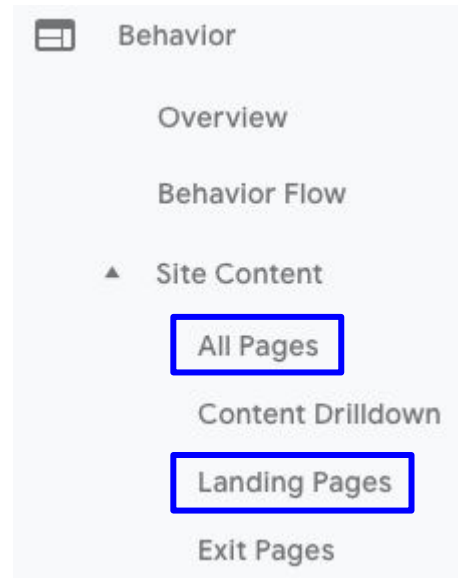 Behavior
Overview
Behavior Flow
Site Content
All Pages
Content Drilldown
Landing Pages
Exit Pages